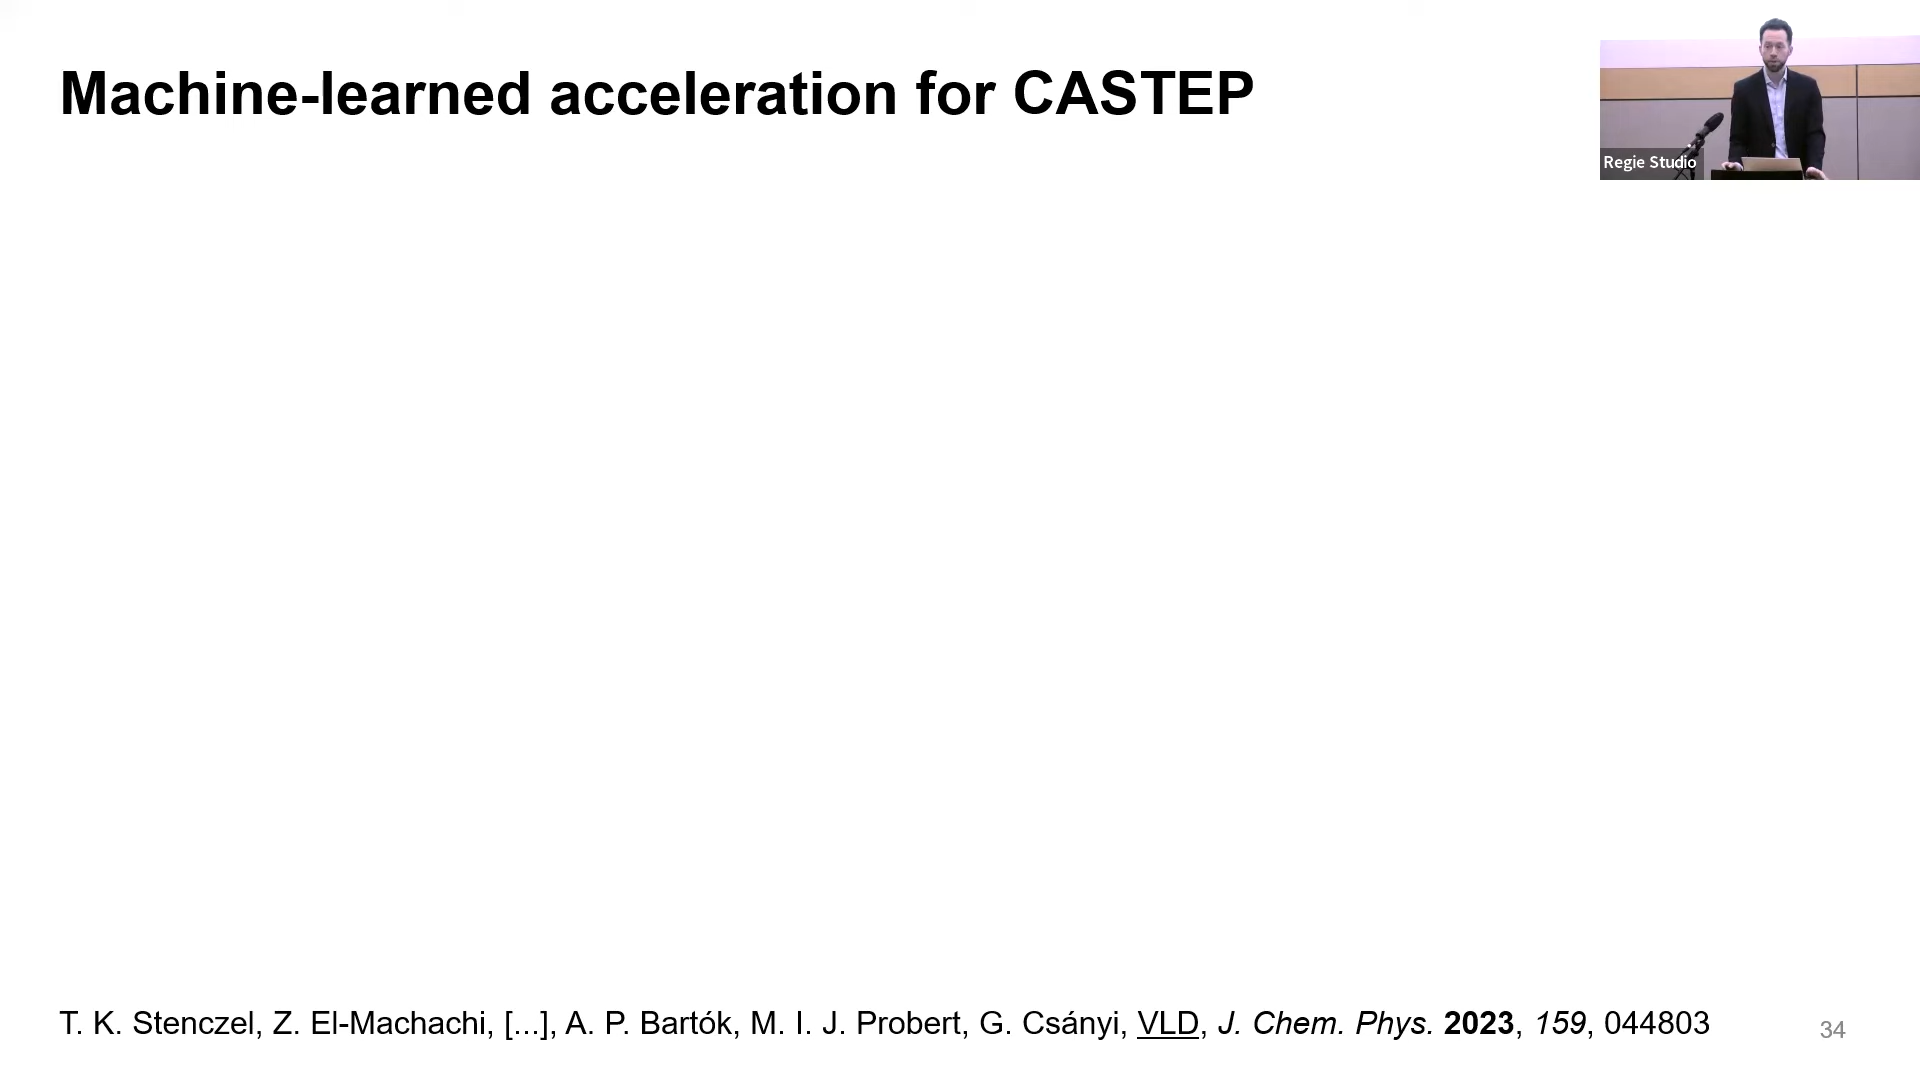 Machine-learned acceleration for CASTEP
Regie Studio
T. K. Stenczel, Z. El-Machachi, [...], A. P. Bartók, M. I. J. Probert, G. Csányi, VLD, J. Chem. Phys. 2023, 159, 044803
34